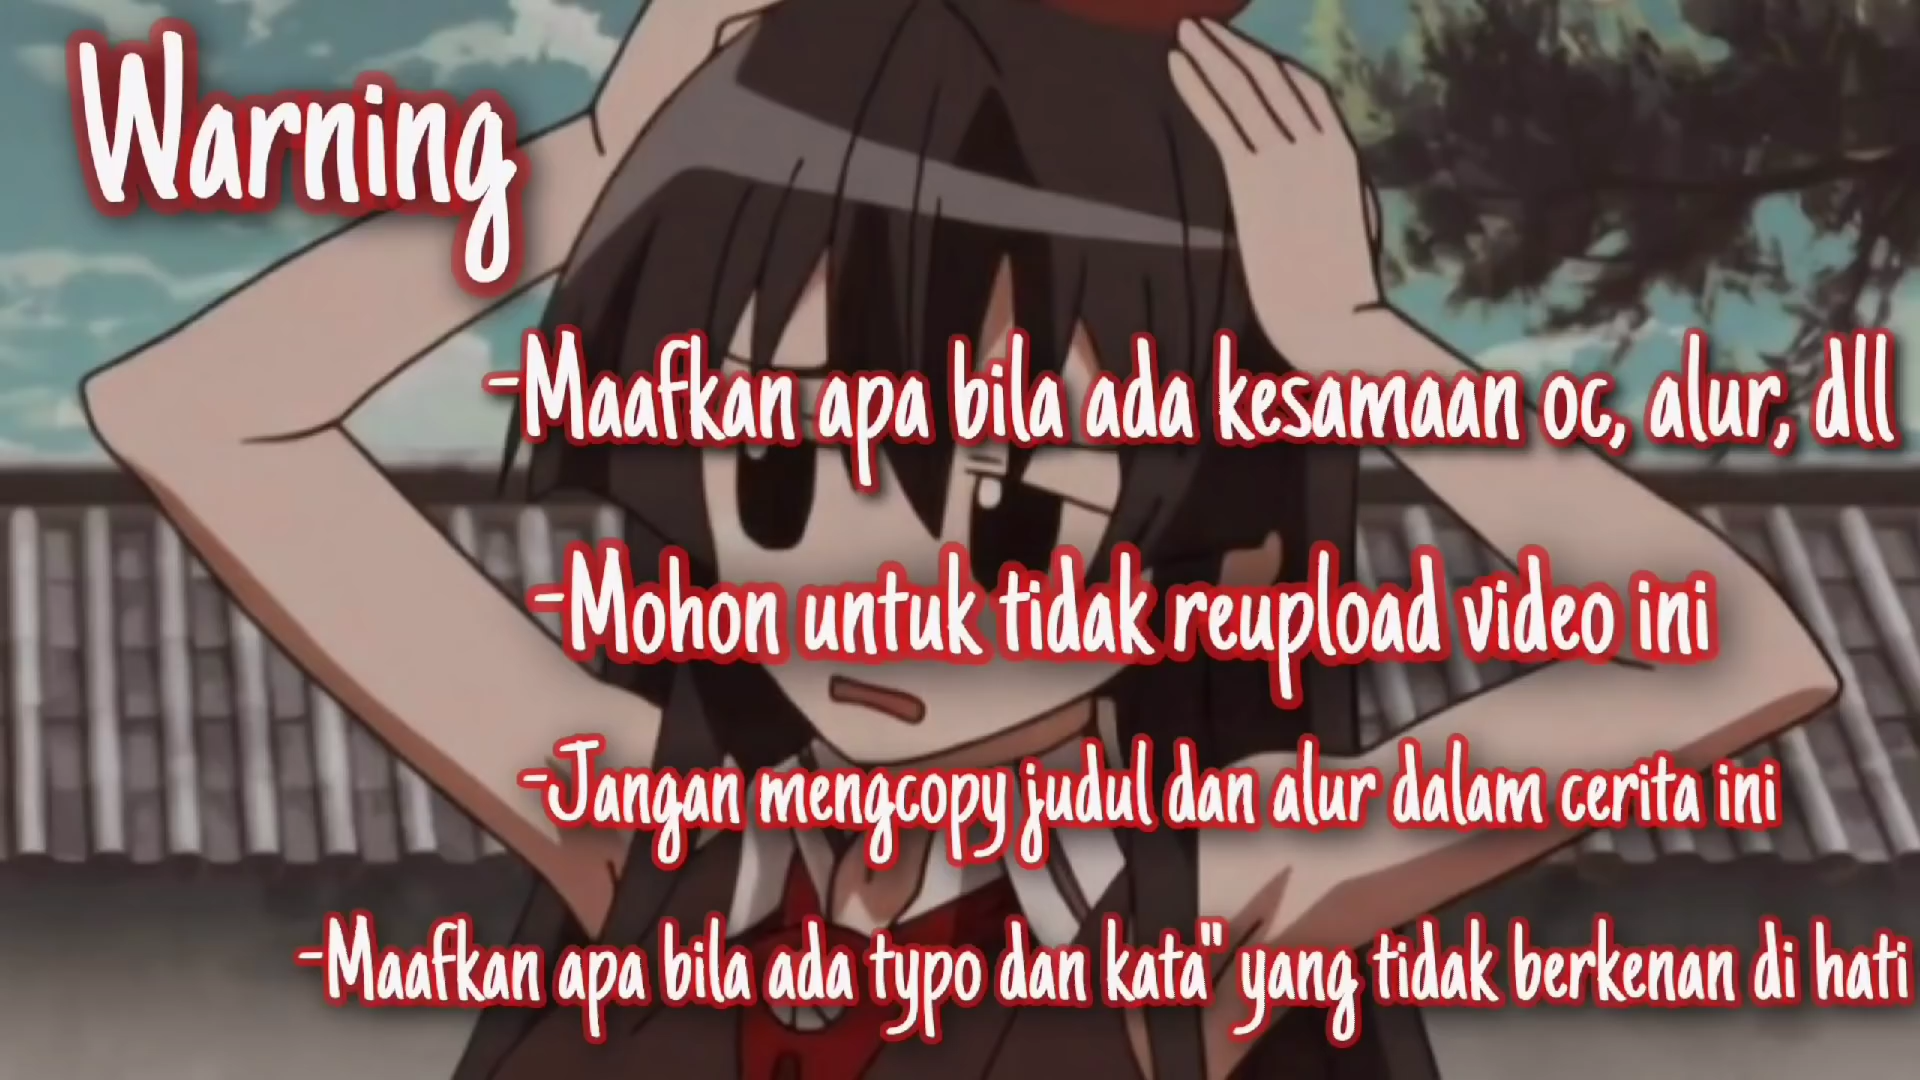 Warning
-Maafkan apa bila ada kesamaan oc, alur, dll
-Mohon untuk tidak reupload video ini
-Jangan mengcopy judul dan alur dalam cerita ini
-Maafkan apa bila ada typo dan kata" yang tidak berkenan di hati